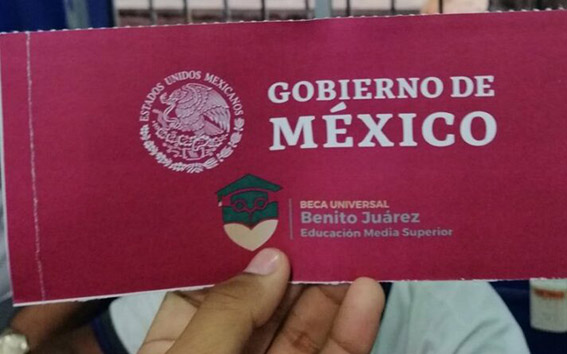 ESTADOS UNIDOS MEXICANOS
GOBIERNO DE
MÉXICO
BECA UNIVERSAL
Benito Juárez
Educación Media Superior